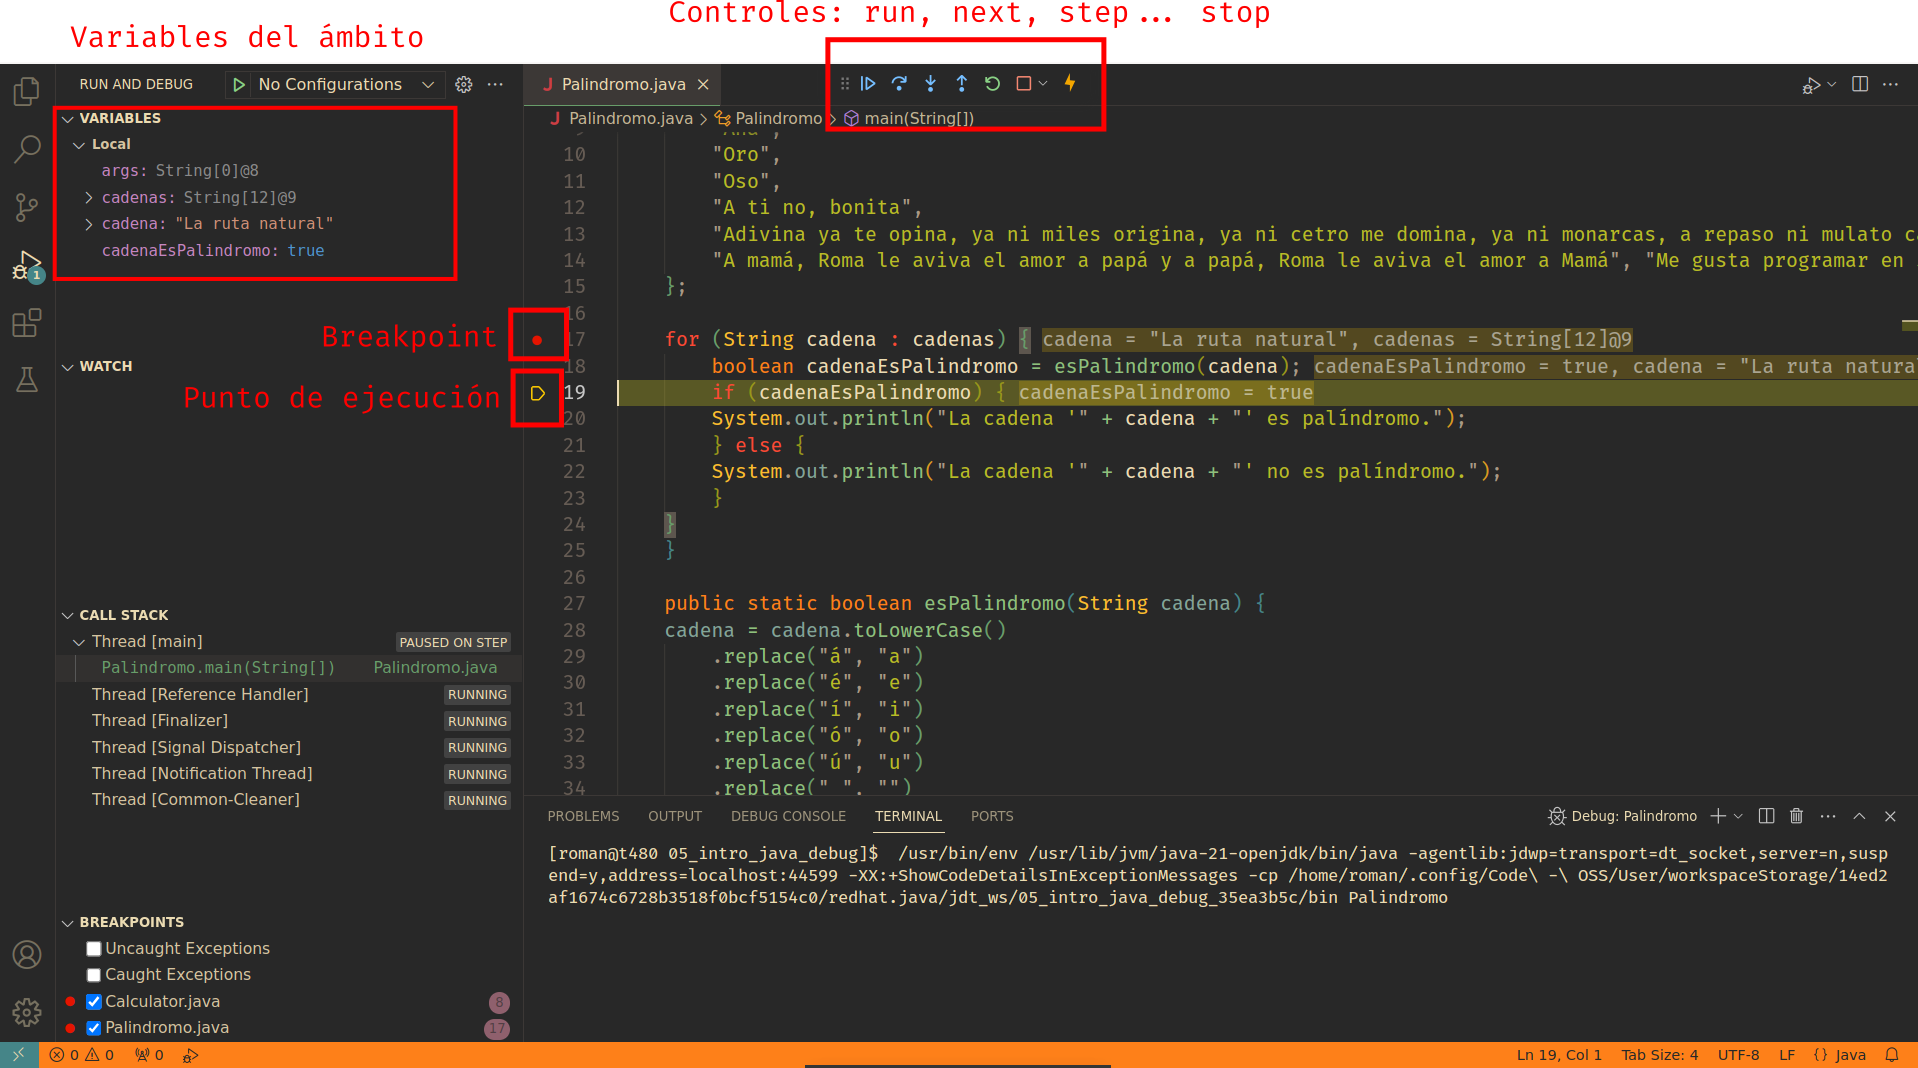 Controles: run, next, step... stop
Variables del ámbito
RUN AND DEBUG
No Configurations
Palindromo.java
Palindromo.java > Palindromo > main(String[])
VARIABLES
Local
args: String[0]@8
cadenas: String[12]@9
cadena: "La ruta natural"
cadenaEsPalindromo: true
Breakpoint
Punto de ejecución
WATCH
CALL STACK
Thread [main] PAUSED ON STEP
Palindromo.main(String[]) Palindromo.java
Thread [Reference Handler] RUNNING
Thread [Finalizer] RUNNING
Thread [Signal Dispatcher] RUNNING
Thread [Notification Thread] RUNNING
Thread [Common-Cleaner] RUNNING
BREAKPOINTS
Uncaught Exceptions
Caught Exceptions
Calculator.java 8
Palindromo.java 17
1
9 "Ana",
10 "Oro",
11 "Oso",
12 "A ti no, bonita",
13 "Adivina ya te opina, ya ni miles origina, ya ni cetro me domina, ya ni monarcas, a repaso ni mulato c
14 "A mamá, Roma le aviva el amor a papá y a papá, Roma le aviva el amor a Mamá", "Me gusta programar en
15 };
16
17 for (String cadena : cadenas) { cadena = "La ruta natural", cadenas = String[12]@9
18 boolean cadenaEsPalindromo = esPalindromo(cadena); cadenaEsPalindromo = true, cadena = "La ruta natura
19 if (cadenaEsPalindromo) { cadenaEsPalindromo = true
20 System.out.println("La cadena '" + cadena + "' es palíndromo.");
21 } else {
22 System.out.println("La cadena '" + cadena + "' no es palíndromo.");
23 }
24 }
25 }
26
27 public static boolean esPalindromo(String cadena) {
28 cadena = cadena.toLowerCase()
29 .replace("á", "a")
30 .replace("é", "e")
31 .replace("í", "i")
32 .replace("ó", "o")
33 .replace("ú", "u")
34 .replace(" ", "")
PROBLEMS OUTPUT DEBUG CONSOLE TERMINAL PORTS
Debug: Palindromo
[roman@t480 05_intro_java_debug]$  /usr/bin/env /usr/lib/jvm/java-21-openjdk/bin/java -agentlib:jdwp=transport=dt_socket,server=n,susp
end=y,address=localhost:44599 -XX:+ShowCodeDetailsInExceptionMessages -cp /home/roman/.config/Code\ -\ OSS/User/workspaceStorage/14ed2
af1674c6728b3518f0bcf5154c0/redhat.java/jdt_ws/05_intro_java_debug_35ea3b5c/bin Palindromo
0 0 0
Ln 19, Col 1 Tab Size: 4 UTF-8 LF {} Java